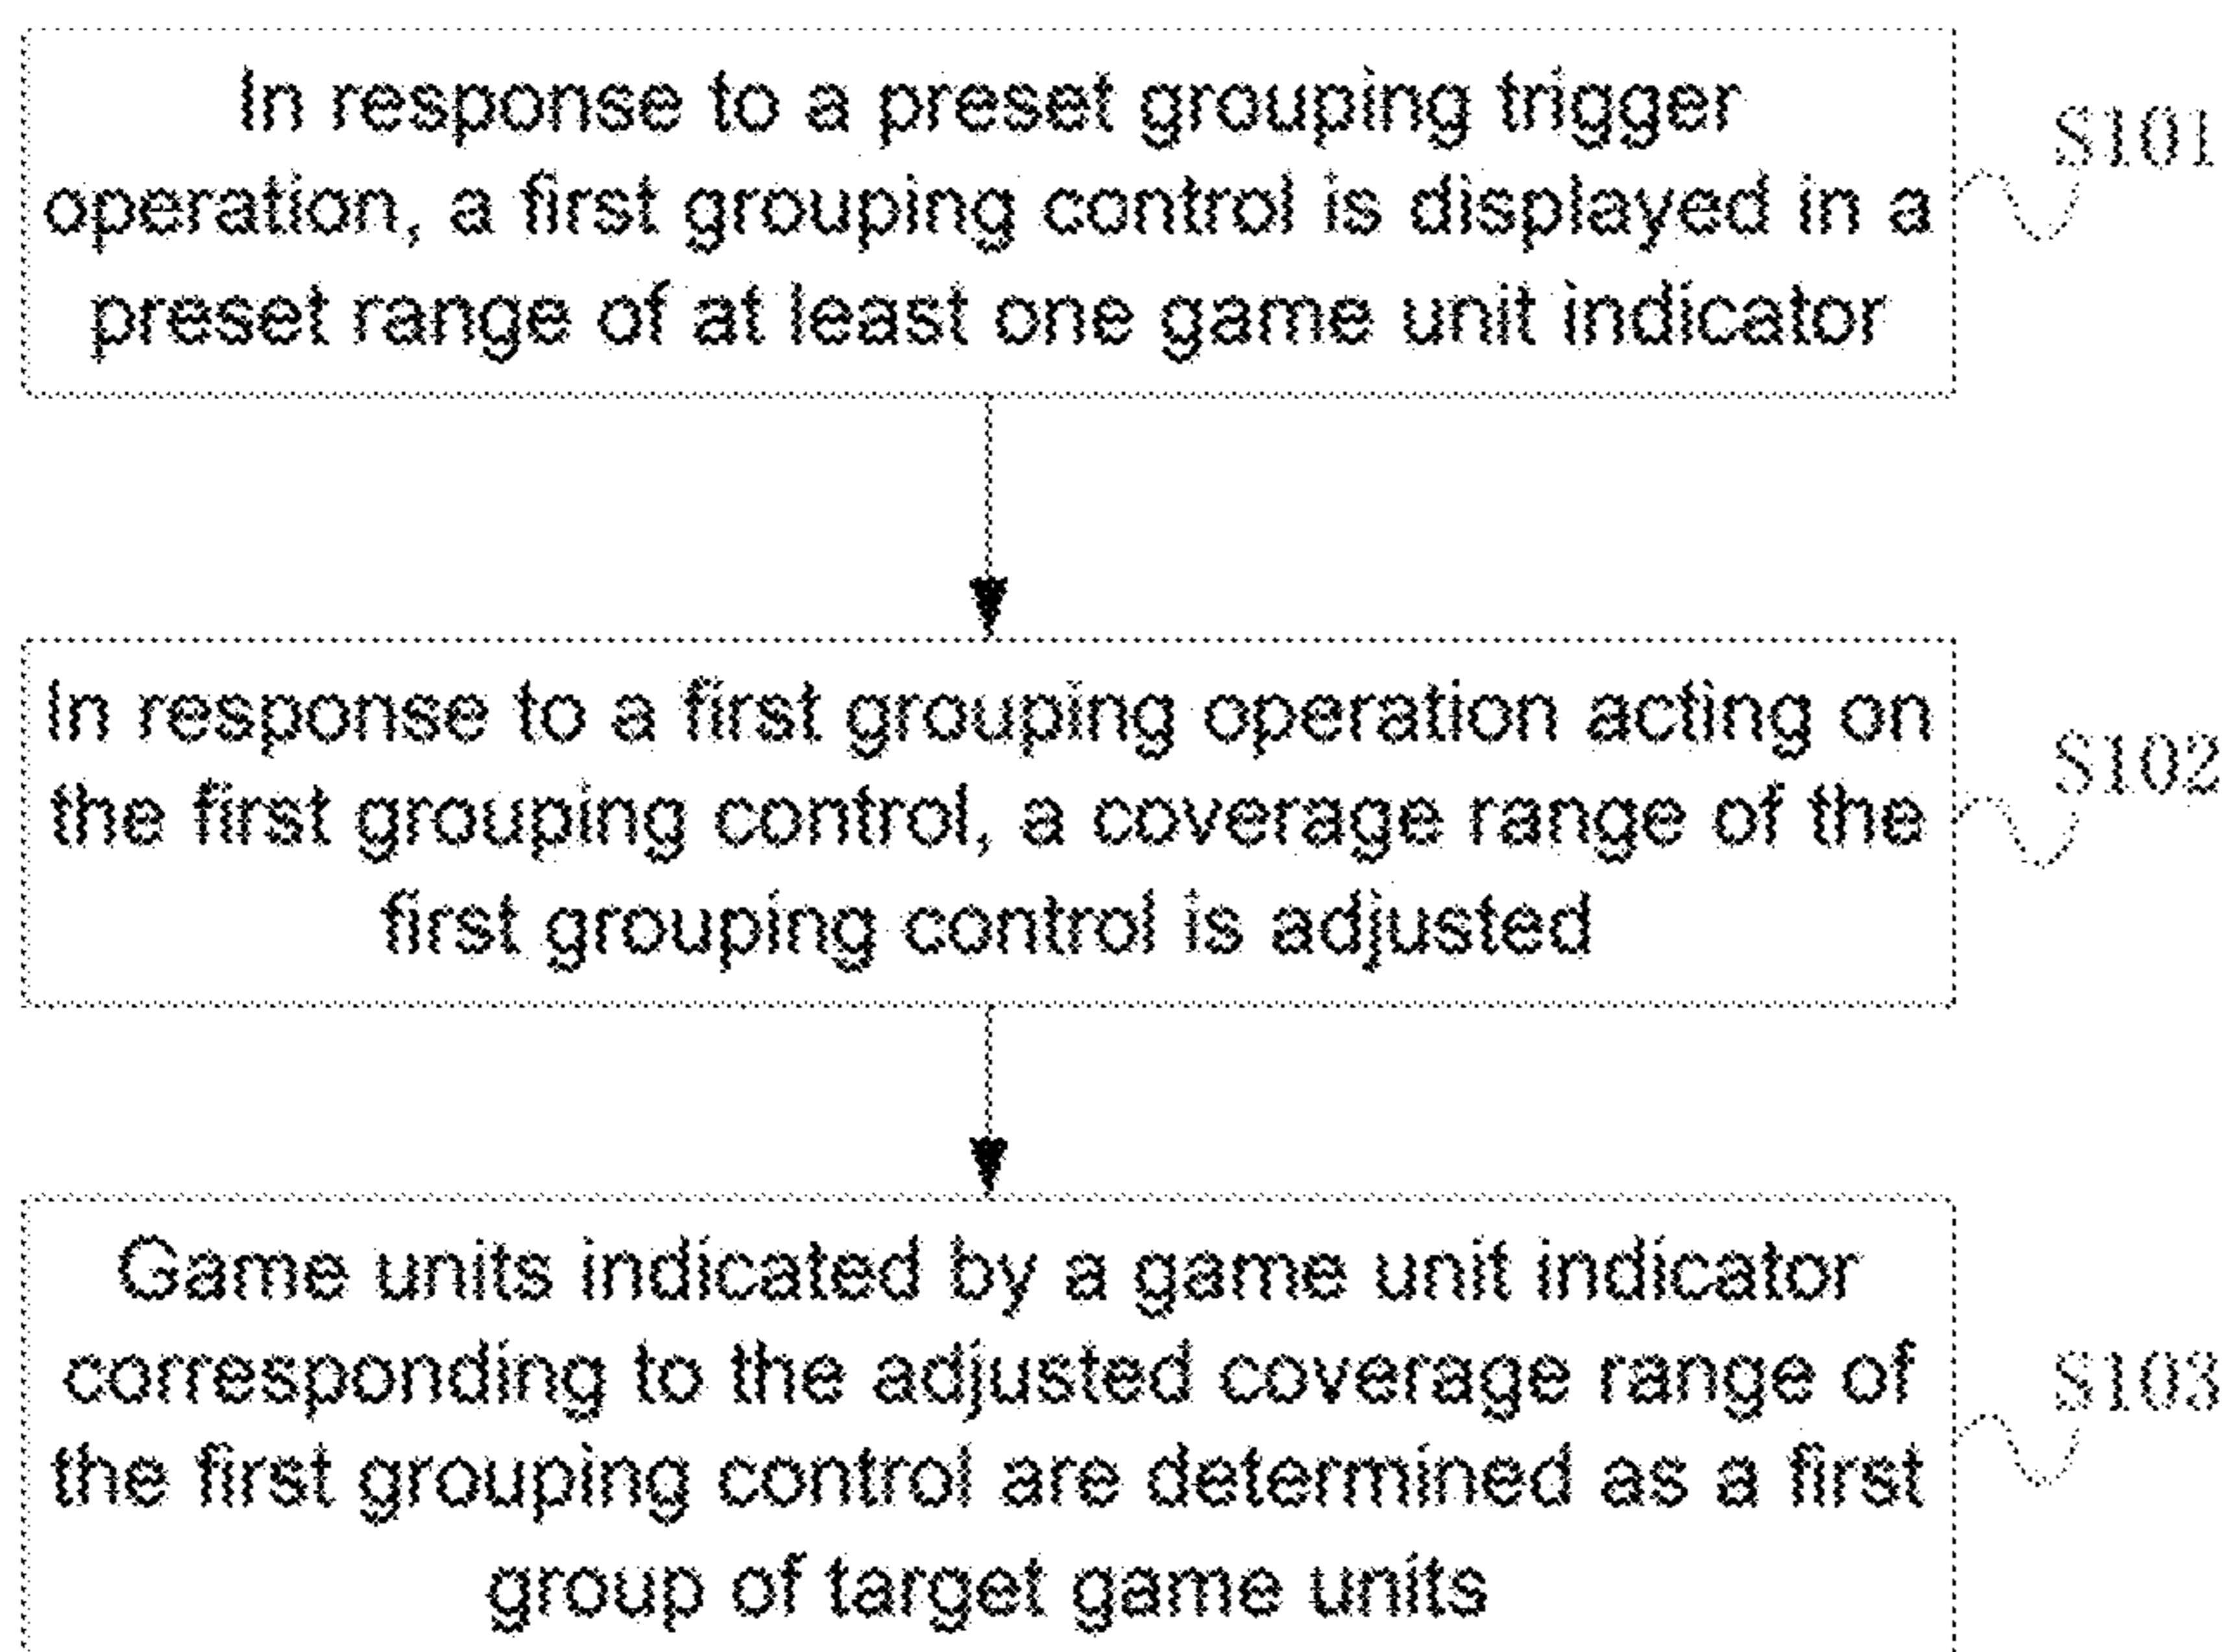 In response to a preset grouping trigger
operation, a first grouping control is displayed in a
preset range of at least one game unit indicator
S101
In response to a first grouping operation acting on
the first grouping control, a coverage range of the
first grouping control is adjusted
S102
Game units indicated by a game unit indicator
corresponding to the adjusted coverage range of
the first grouping control are determined as a first
group of target game units
S103